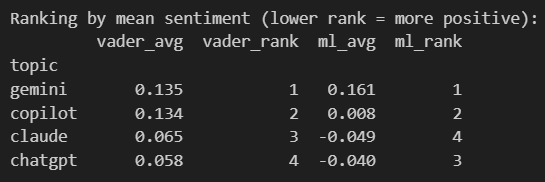 Ranking by mean sentiment (lower rank = more positive):
vader_avg vader_rank ml_avg ml_rank
topic
gemini 0.135 1 0.161 1
copilot 0.134 2 0.008 2
claude 0.065 3 -0.049 4
chatgpt 0.058 4 -0.040 3